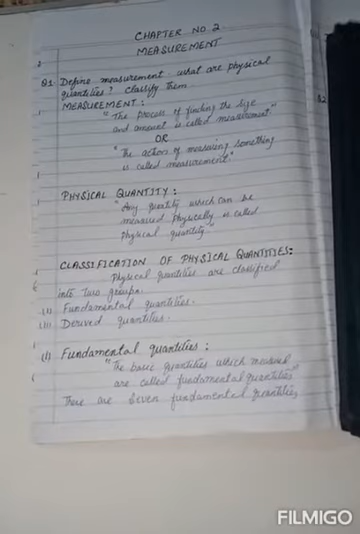 CHAPTER NO. 2
MEASUREMENT
Q1 Define measurement. what are physical
quantities? Classify them.
MEASUREMENT:
"The process of finding the size
and amount is called measurement."
OR
"The actions of measuring something
is called measurement"
PHYSICAL QUANTITY:
"Any quantity which can be
measured physically is called
physical quantity."
CLASSIFICATION OF PHYSICAL QUANTITIES:
Physical quantities are classified
into two groups.
(i) Fundamental quantities.
(ii) Derived quantities.
(i) Fundamental quantities:
"The basic quantities which measured
are called fundamental quantities"
There are seven fundamental quantities,
FILMIGO